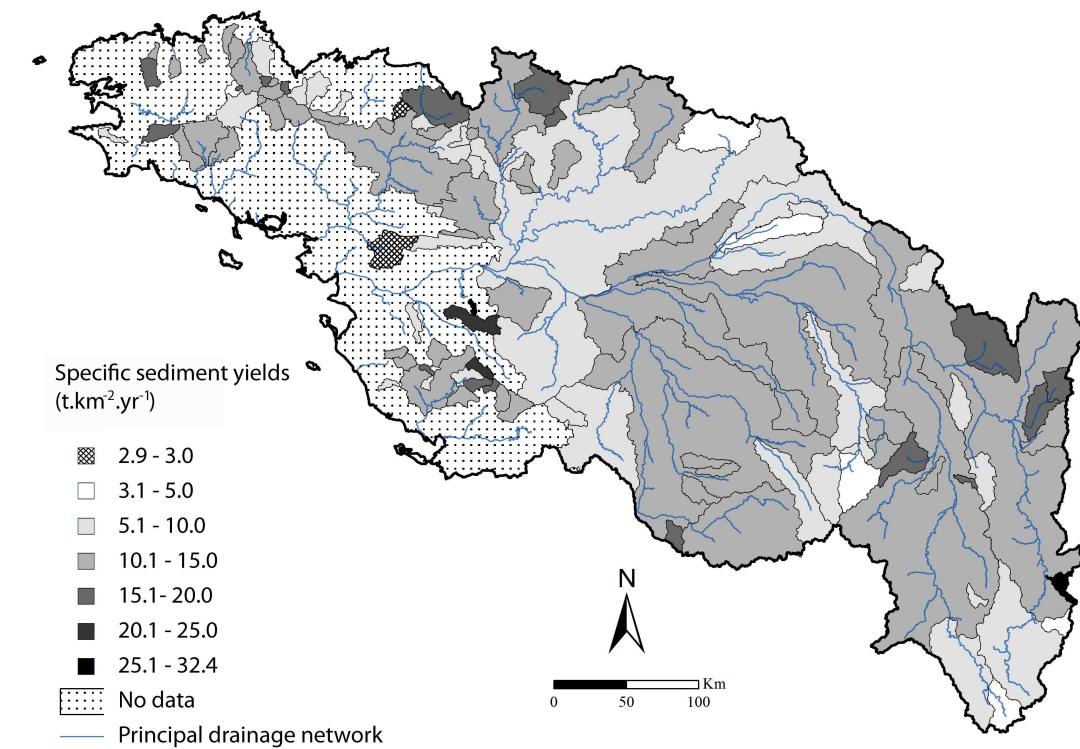 Specific sediment yields
(t.km-2.yr-1)
2.9 - 3.0
3.1 - 5.0
5.1 - 10.0
10.1 - 15.0
15.1- 20.0
20.1 - 25.0
25.1 - 32.4
No data
Principal drainage network
N
Km
0 50 100